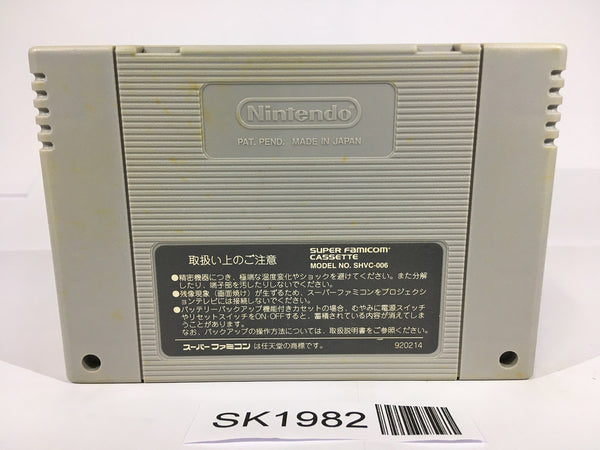 Nintendo
PAT. PEND. MADE IN JAPAN
取扱い上のご注意
SUPER FAMICOM
CASSETTE
MODEL NO. SHVC-006
●精密機器につき、極端な温度変化やショックを避けてください。また分解
したり、端子部を汚したりしないでください。
●残像現象（画面焼け）が生ずるため、スーパーファミコンをプロジェクシ
ョンテレビには接続しないでください。
●バッテリーバックアップ機能付きカセットの場合、むやみに電源スイッチ
やリセットスイッチをON・OFFすると、蓄積されている内容が消えてしま
うことがあります。
なお、バックアップの操作方法については、取扱説明書をご参照ください。
スーパーファミコンは任天堂の商標です。
920214
SK1982